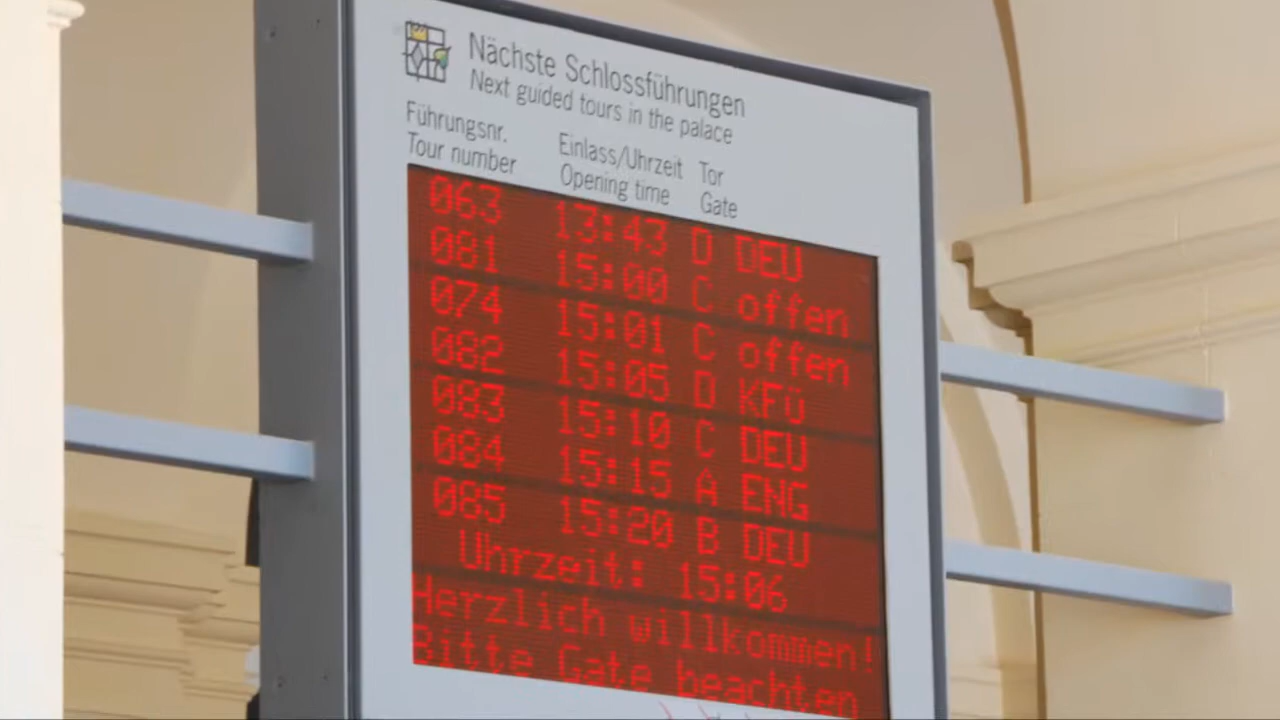 Nächste Schlossführungen
Next guided tours in the palace
Führungsnr. Einlass/Uhrzeit Tor
Tour number Opening time Gate
063 13:43 D DEU
081 15:00 C offen
074 15:01 C offen
082 15:05 D KFü
083 15:10 C DEU
084 15:15 A ENG
085 15:20 B DEU
Uhrzeit: 15:06
Herzlich willkommen!
Bitte Gate beachten